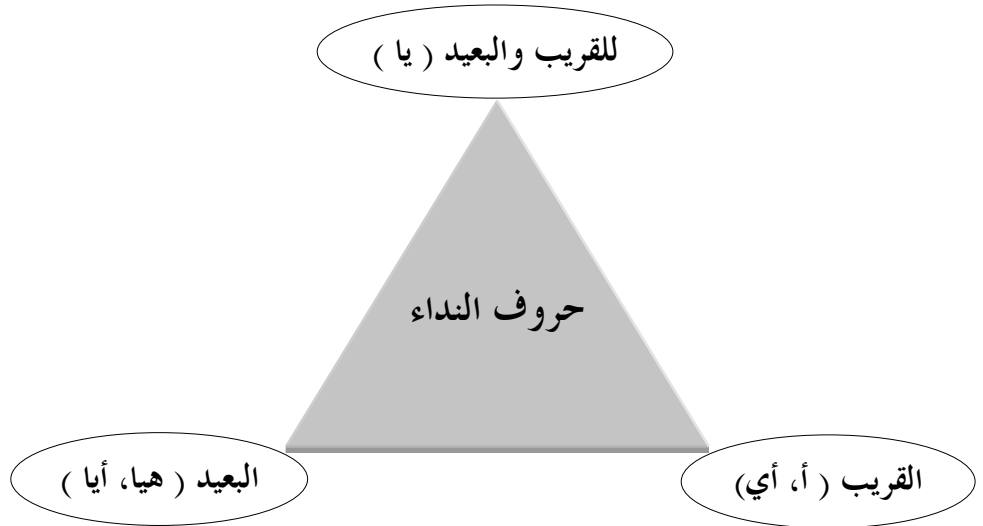 للقريب والبعيد ( يا )
حروف النداء
القريب ( أ، أي)
البعيد ( هيا، أيا )